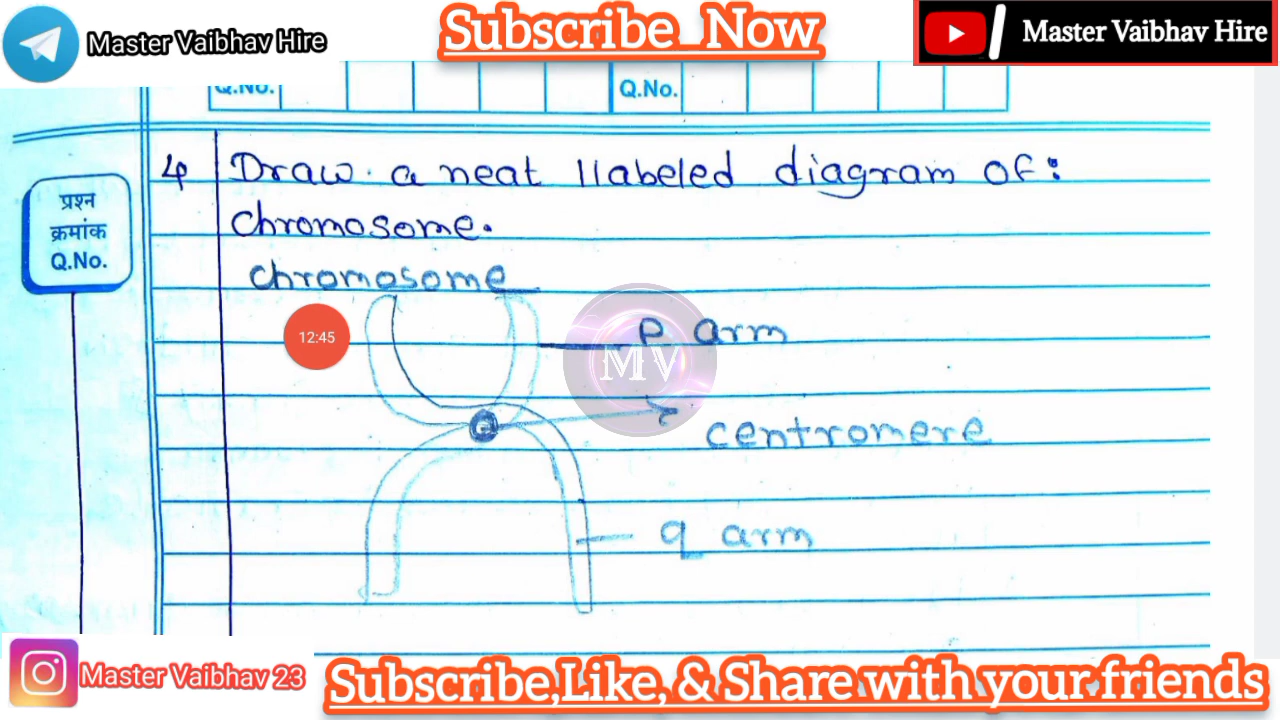 Master Vaibhav Hire
Subscribe Now
Master Vaibhav Hire
Q.No.
Q.No.
प्रश्न
क्रमांक
Q.No.
4 Draw. a neat llabeled diagram of:
chromosome.
chromosome
12:45
P arm
MV
centromere
q arm
Master Vaibhav 23
Subscribe,Like, & Share with your friends